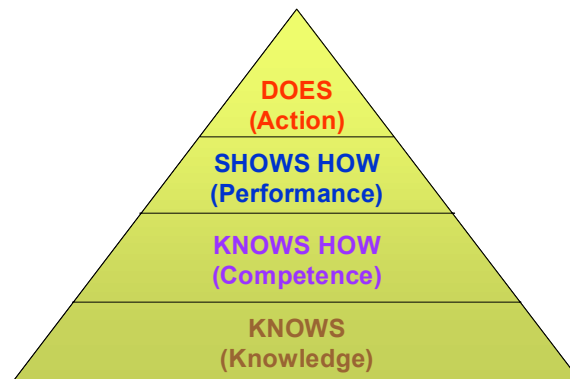 DOES
(Action)
SHOWS HOW
(Performance)
KNOWS HOW
(Competence)
KNOWS
(Knowledge)